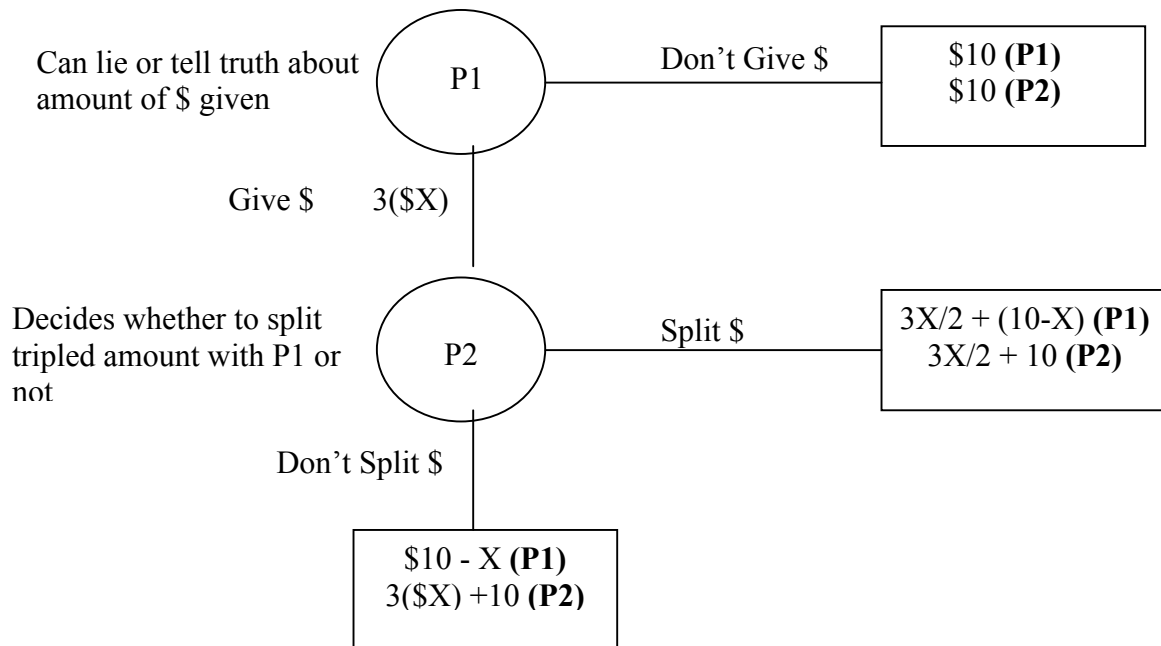 Can lie or tell truth about
amount of $ given
P1
Don’t Give $
$10 (P1)
$10 (P2)
Give $ 3($X)
Decides whether to split
tripled amount with P1 or
not
P2
Split $
3X/2 + (10-X) (P1)
3X/2 + 10 (P2)
Don’t Split $
$10 - X (P1)
3($X) +10 (P2)